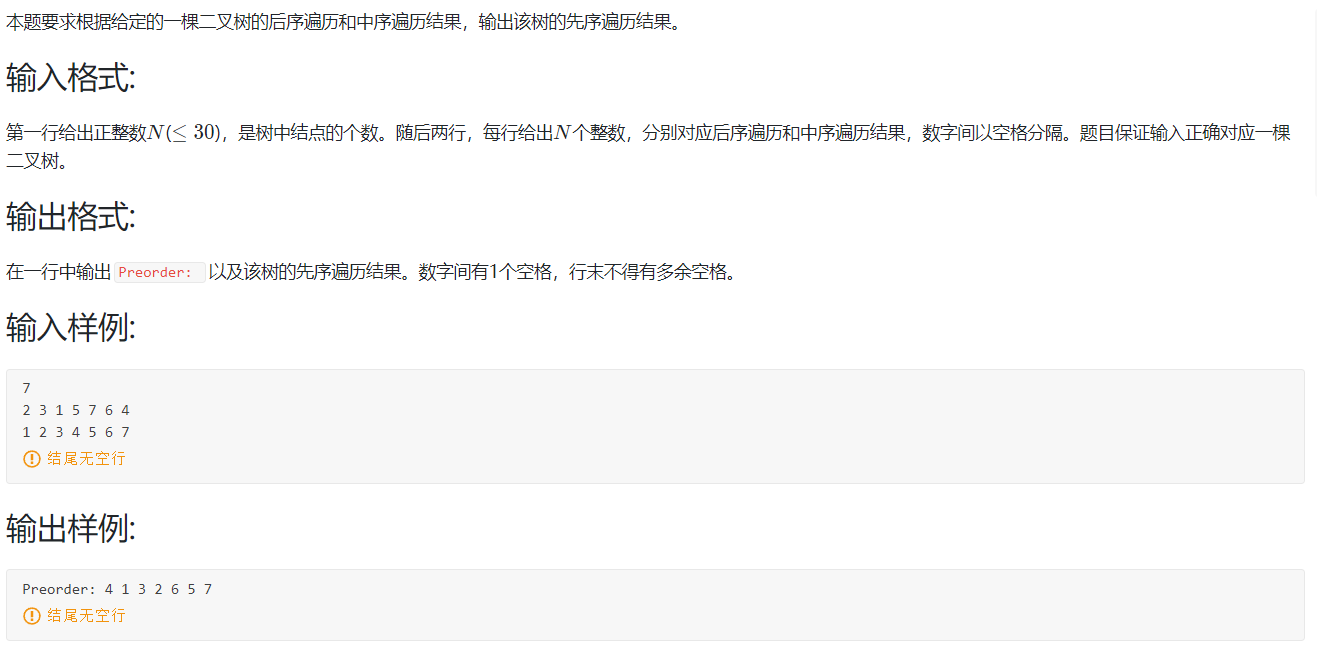 本题要求根据给定的一棵二叉树的后序遍历和中序遍历结果，输出该树的先序遍历结果。
输入格式:
第一行给出正整数N(≤ 30)，是树中结点的个数。随后两行，每行给出N个整数，分别对应后序遍历和中序遍历结果，数字间以空格分隔。题目保证输入正确对应一棵
二叉树。
输出格式:
在一行中输出 Preorder: 以及该树的先序遍历结果。数字间有1个空格，行末不得有多余空格。
输入样例:
7
2 3 1 5 7 6 4
1 2 3 4 5 6 7
结尾无空行
输出样例:
Preorder: 4 1 3 2 6 5 7
结尾无空行